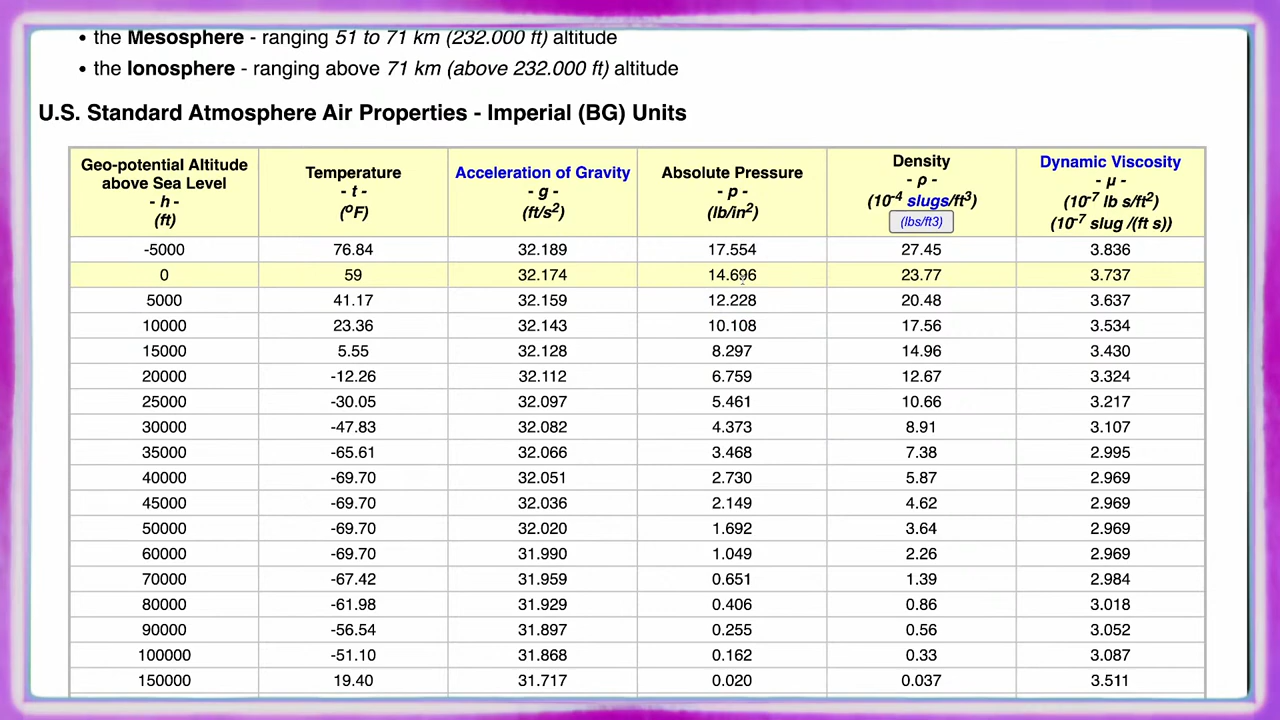 • the Mesosphere - ranging 51 to 71 km (232.000 ft) altitude
• the Ionosphere - ranging above 71 km (above 232.000 ft) altitude
U.S. Standard Atmosphere Air Properties - Imperial (BG) Units
Geo-potential Altitude above Sea Level - h - (ft) Temperature - t - (oF) Acceleration of Gravity - g - (ft/s2) Absolute Pressure - p - (lb/in2) Density - ρ - (10-4 slugs/ft3) (lbs/ft3) Dynamic Viscosity - μ - (10-7 lb s/ft2) (10-7 slug /(ft s))
-5000 76.84 32.189 17.554 27.45 3.836
0 59 32.174 14.696 23.77 3.737
5000 41.17 32.159 12.228 20.48 3.637
10000 23.36 32.143 10.108 17.56 3.534
15000 5.55 32.128 8.297 14.96 3.430
20000 -12.26 32.112 6.759 12.67 3.324
25000 -30.05 32.097 5.461 10.66 3.217
30000 -47.83 32.082 4.373 8.91 3.107
35000 -65.61 32.066 3.468 7.38 2.995
40000 -69.70 32.051 2.730 5.87 2.969
45000 -69.70 32.036 2.149 4.62 2.969
50000 -69.70 32.020 1.692 3.64 2.969
60000 -69.70 31.990 1.049 2.26 2.969
70000 -67.42 31.959 0.651 1.39 2.984
80000 -61.98 31.929 0.406 0.86 3.018
90000 -56.54 31.897 0.255 0.56 3.052
100000 -51.10 31.868 0.162 0.33 3.087
150000 19.40 31.717 0.020 0.037 3.511